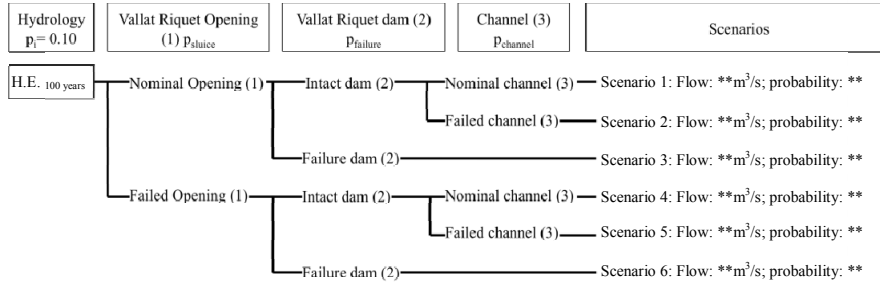 Hydrology
pᵢ= 0.10
Vallat Riquet Opening
(1) p_sluice
Vallat Riquet dam (2)
p_failure
Channel (3)
p_channel
Scenarios
H.E. 100 years
Nominal Opening (1)
Intact dam (2)
Nominal channel (3)
Scenario 1: Flow: **m³/s; probability: **
Failed channel (3)
Scenario 2: Flow: **m³/s; probability: **
Failure dam (2)
Scenario 3: Flow: **m³/s; probability: **
Failed Opening (1)
Intact dam (2)
Nominal channel (3)
Scenario 4: Flow: **m³/s; probability: **
Failed channel (3)
Scenario 5: Flow: **m³/s; probability: **
Failure dam (2)
Scenario 6: Flow: **m³/s; probability: **